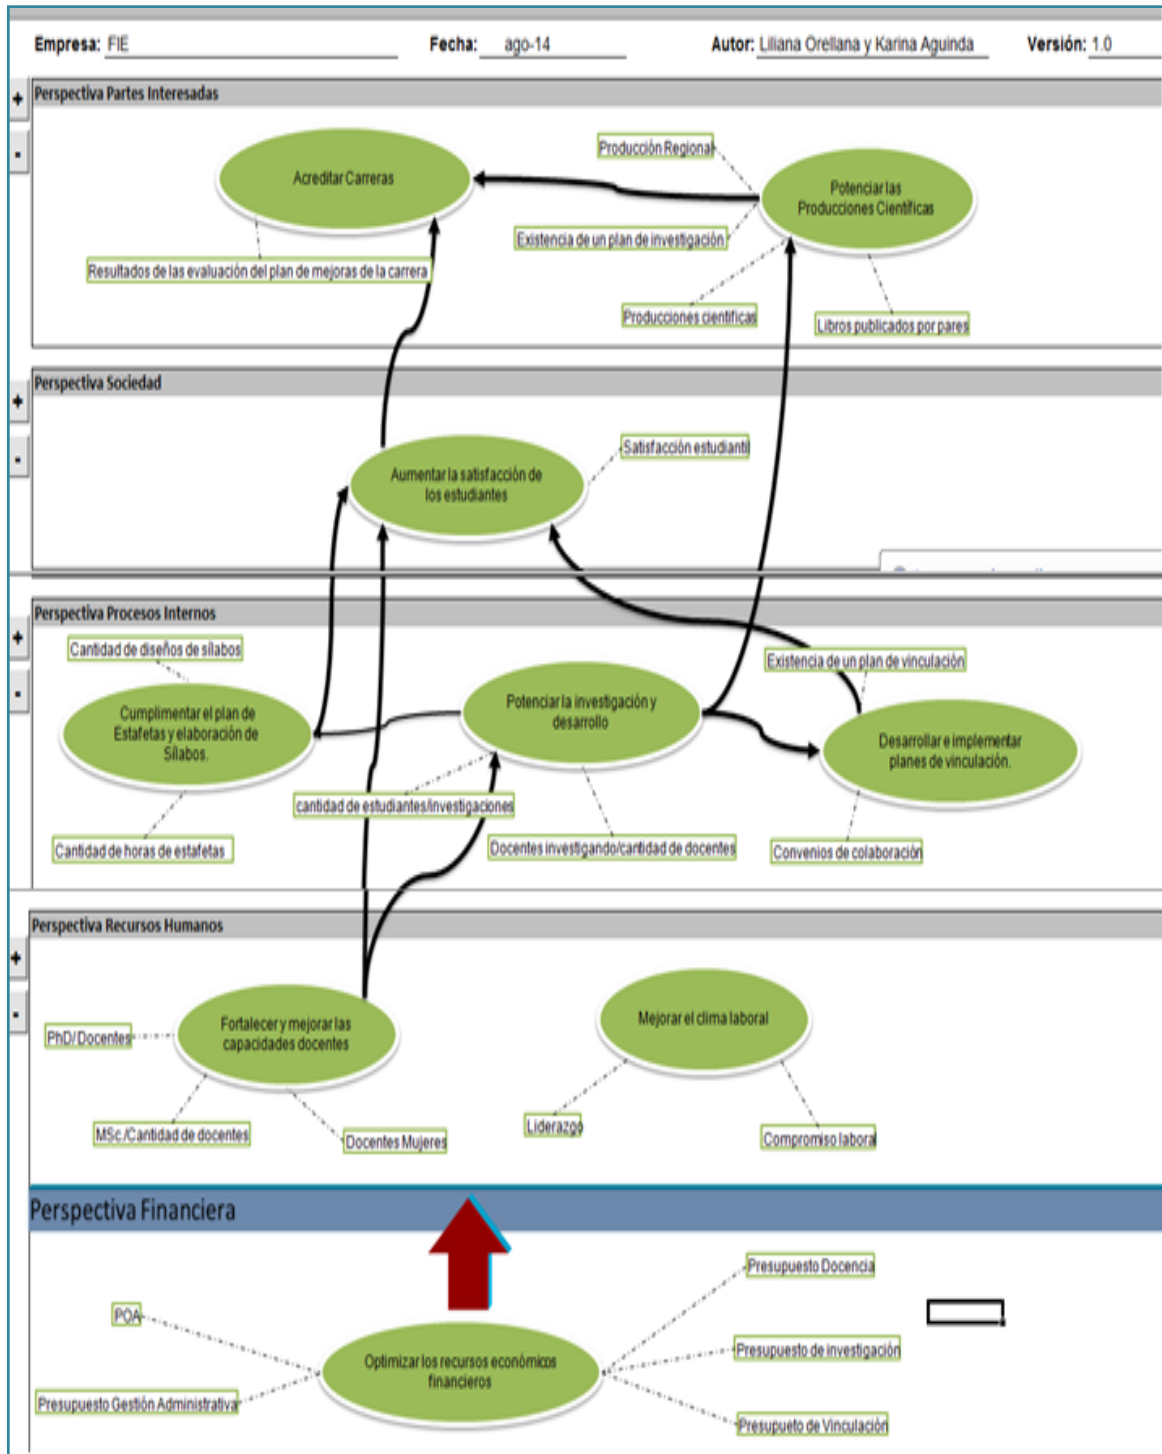 Empresa: FIE Fecha: ago-14 Autor: Liliana Orellana y Karina Aguinda Versión: 1.0
+
Perspectiva Partes Interesadas
-
Producción Regional
Acreditar Carreras
Potenciar las
Producciones Científicas
Existencia de un plan de investigación
Resultados de las evaluación del plan de mejoras de la carrera
Producciones científicas
Libros publicados por pares
Perspectiva Sociedad
+
-
Satisfacción estudiantil
Aumentar la satisfacción de
los estudiantes
Perspectiva Procesos Internos
+
-
Cantidad de diseños de sílabos
Existencia de un plan de vinculación
Cumplimentar el plan de
Estafetas y elaboración de
Sílabos.
Potenciar la investigación y
desarrollo
Desarrollar e implementar
planes de vinculación.
cantidad de estudiantes/investigaciones
Cantidad de horas de estafetas
Docentes investigando/cantidad de docentes
Convenios de colaboración
Perspectiva Recursos Humanos
+
-
Fortalecer y mejorar las
capacidades docentes
Mejorar el clima laboral
PhD/ Docentes
MSc./Cantidad de docentes
Docentes Mujeres
Liderazgo
Compromiso laboral
Perspectiva Financiera
Presupuesto Docencia
POA
Presupuesto de investigación
Optimizar los recursos económicos
financieros
Presupuesto Gestión Administrativa
Presupueto de Vinculación